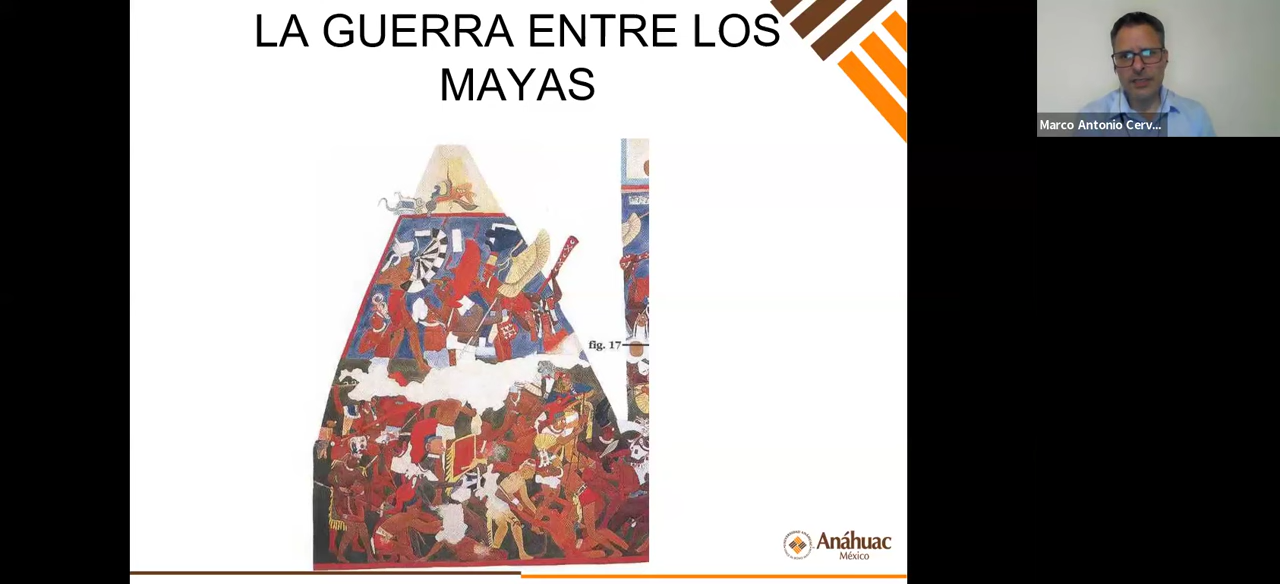 LA GUERRA ENTRE LOS
MAYAS
Marco Antonio Cerv...
fig. 17
Anáhuac
México